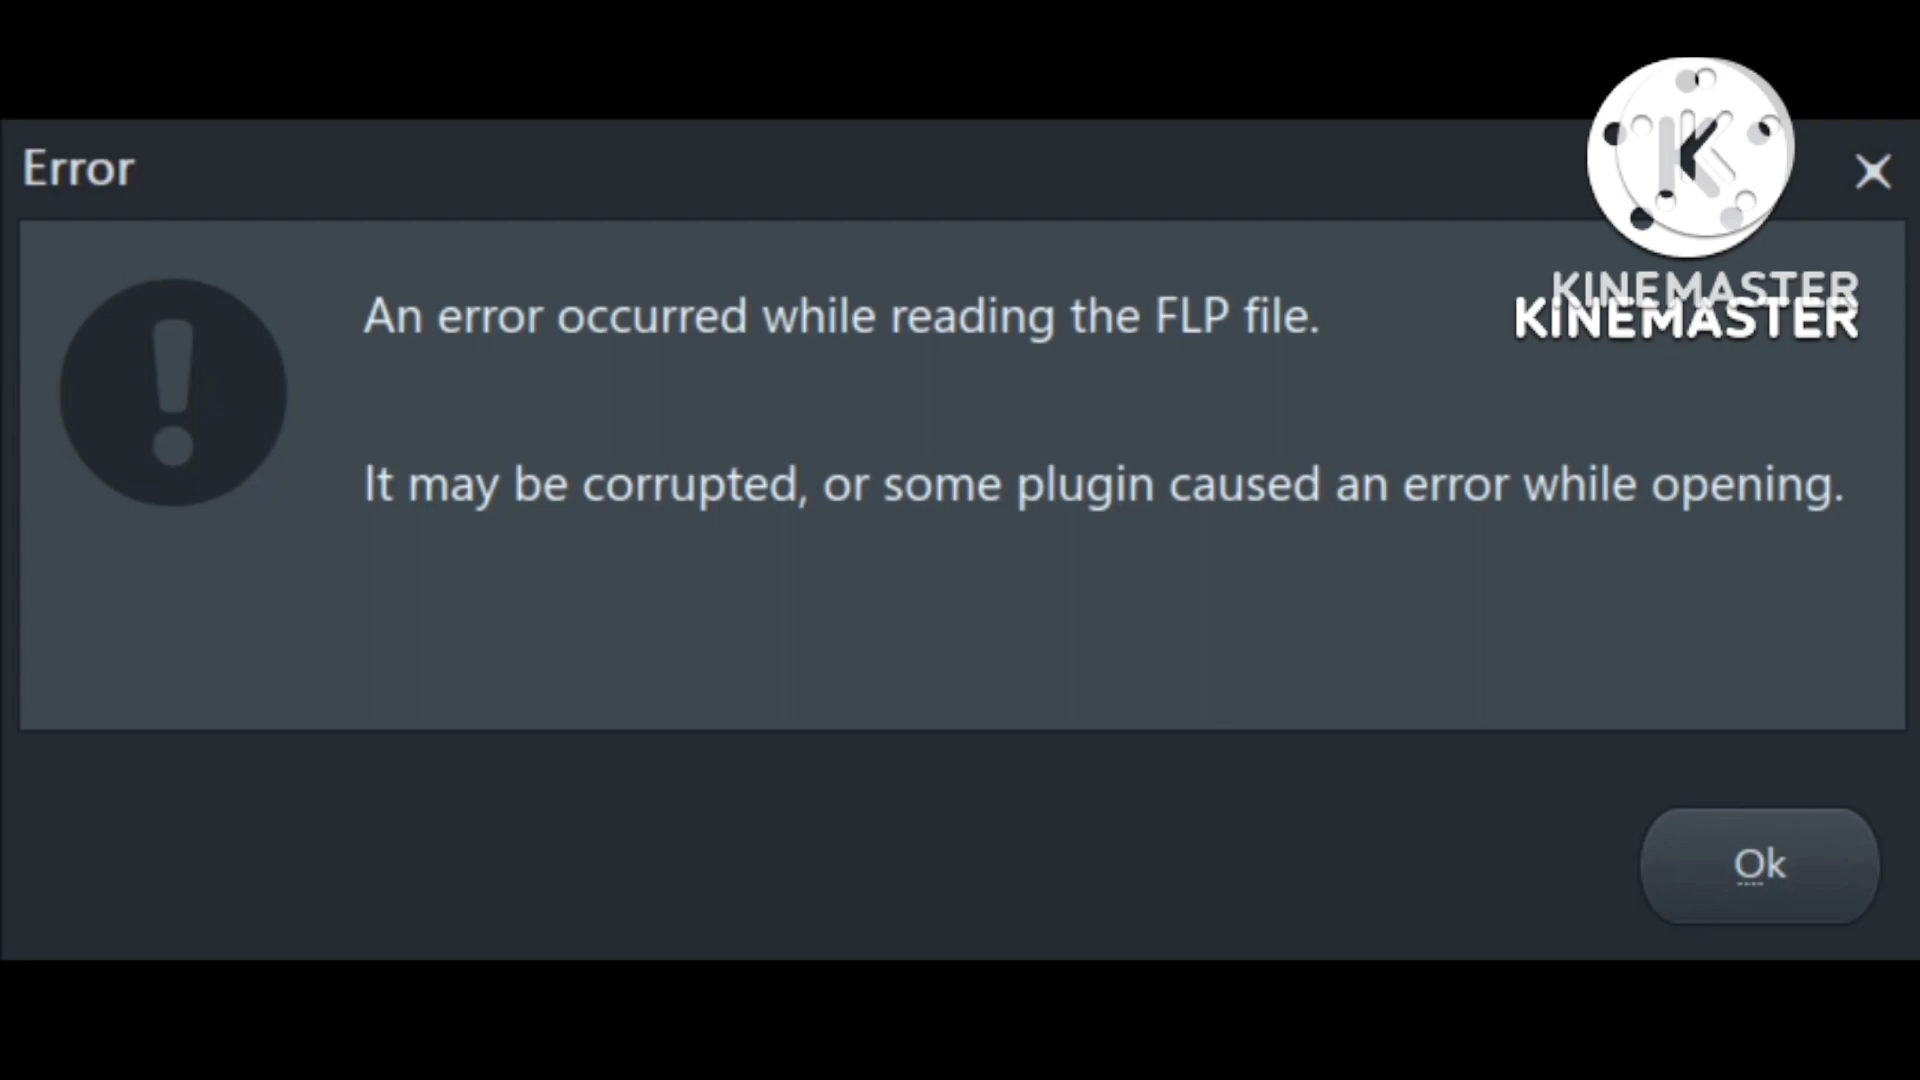 Error
KINEMASTER
KINEMASTER
An error occurred while reading the FLP file.
It may be corrupted, or some plugin caused an error while opening.
Ok